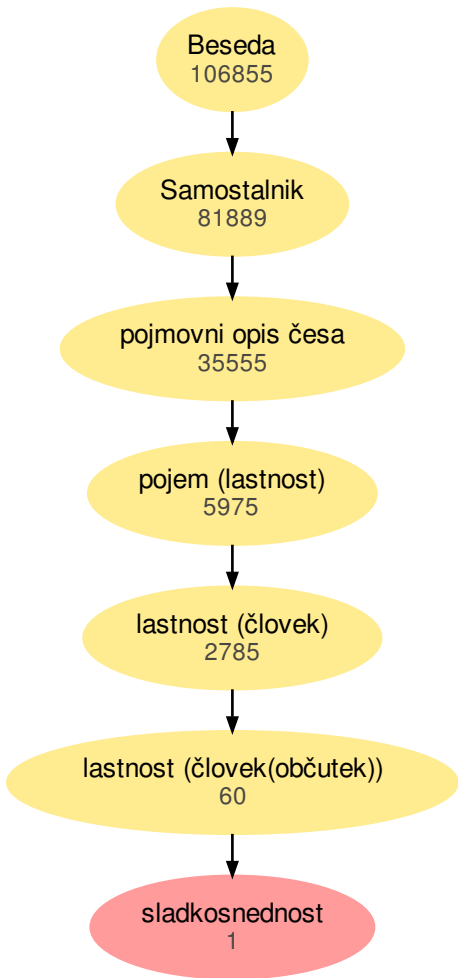 Beseda
106855
Samostalnik
81889
pojmovni opis česa
35555
pojem (lastnost)
5975
lastnost (človek)
2785
lastnost (človek(občutek))
60
sladkosnednost
1